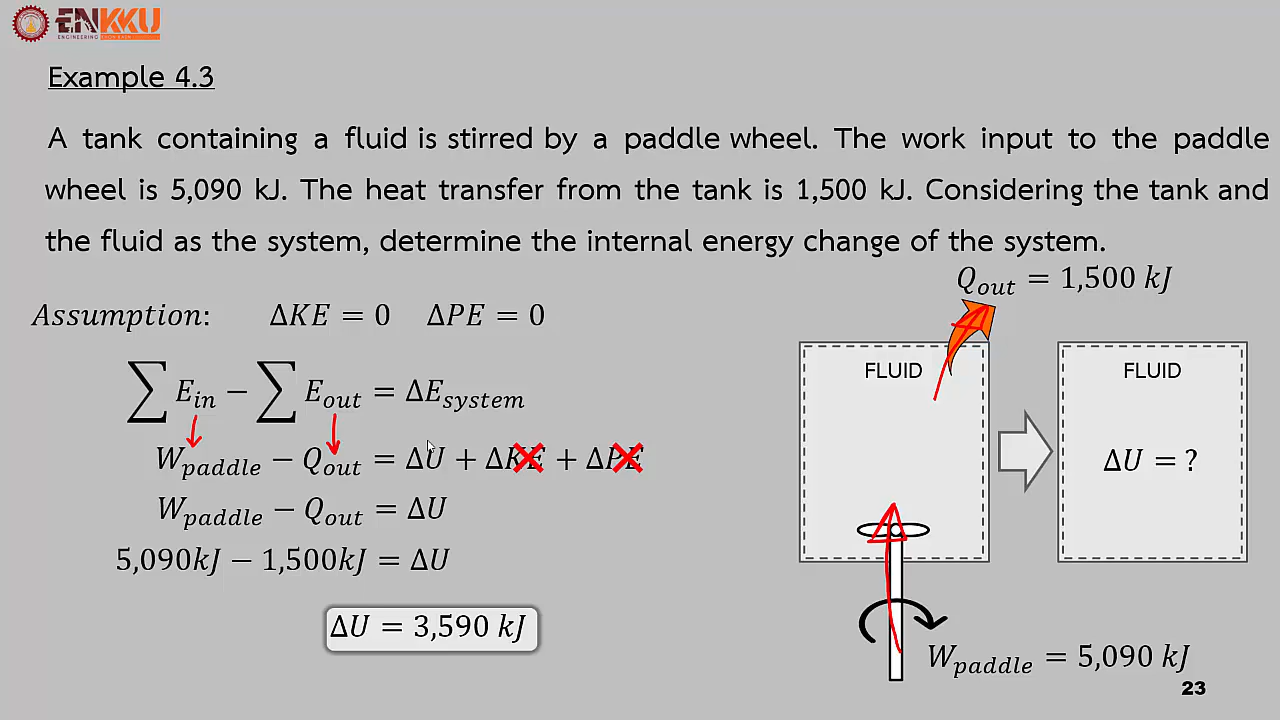 ENKKU
ENGINEERING KHON KAEN UNIVERSITY
Example 4.3
A tank containing a fluid is stirred by a paddle wheel. The work input to the paddle
wheel is 5,090 kJ. The heat transfer from the tank is 1,500 kJ. Considering the tank and
the fluid as the system, determine the internal energy change of the system.
Q_out = 1,500 kJ
Assumption: ΔKE = 0 ΔPE = 0
∑E_in − ∑E_out = ΔE_system
W_paddle − Q_out = ΔU + ΔKE + ΔPE
W_paddle − Q_out = ΔU
5,090kJ − 1,500kJ = ΔU
ΔU = 3,590 kJ
FLUID
FLUID
ΔU = ?
W_paddle = 5,090 kJ
23